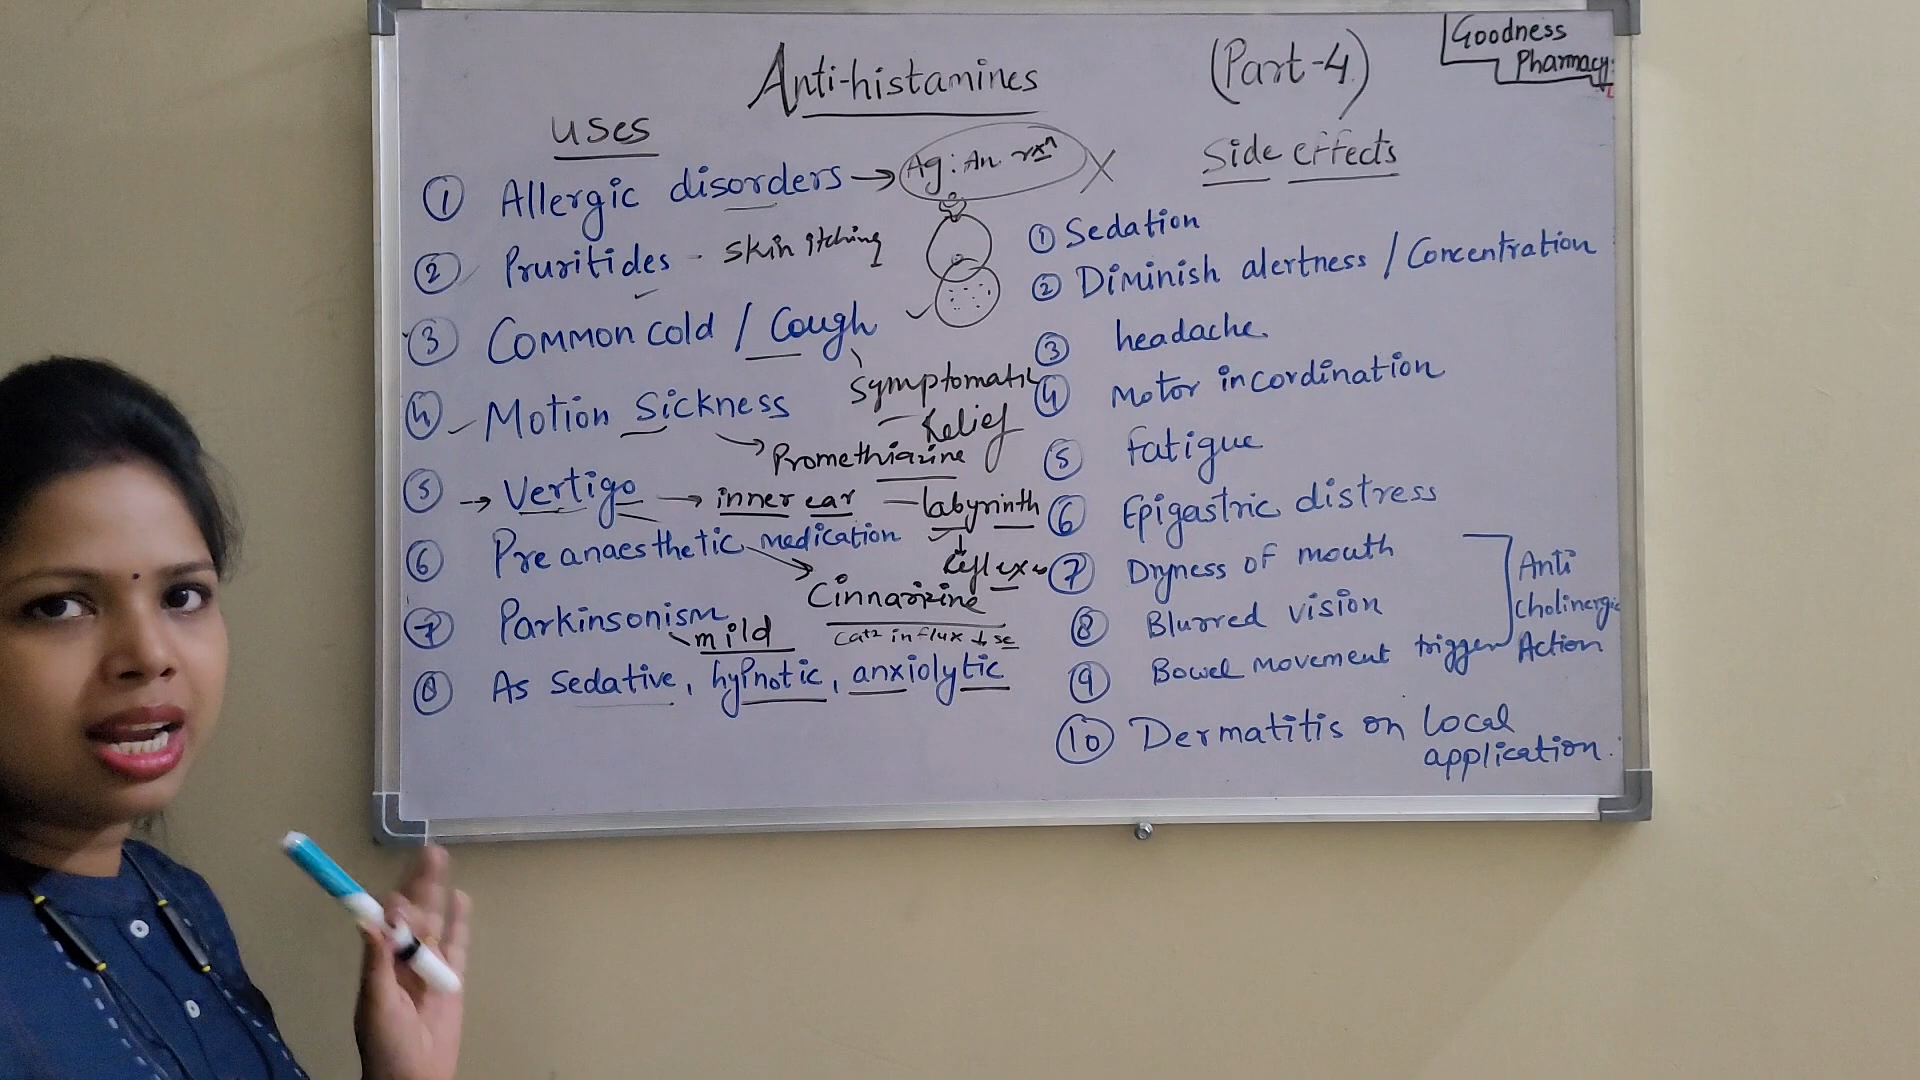 Anti-histamines
(Part-4)
Goodness
Pharmacy
uses
① Allergic disorders → Ag: An rxⁿ X
② Pruritides - Skin itching
③ Common cold / Cough
Symptomatic
Relief
④ Motion Sickness
→ Promethiazine
⑤ → Vertigo → inner ear — labyrinth
Reflexes
⑥ Pre anaesthetic medication
Cinnarizine
Ca+2 influx ↓se
⑦ Parkinsonism
mild
⑧ As sedative, hypnotic, anxiolytic
Side effects
① Sedation
② Diminish alertness / Concentration
③ headache
④ Motor incordination
⑤ fatigue
⑥ Epigastric distress
⑦ Dryness of mouth
⑧ Blurred vision
⑨ Bowel movement trigger
Anti
cholinergic
Action
⑩ Dermatitis on local
application.